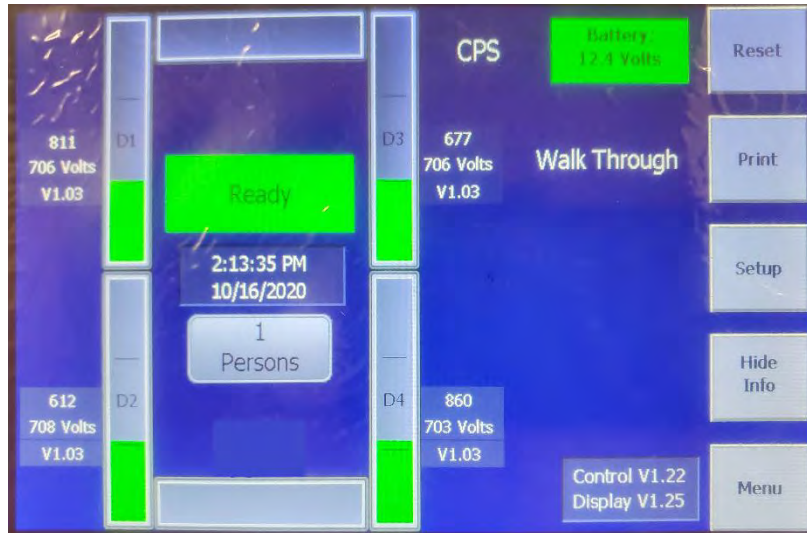 D1
811
706 Volts
V1.03
Ready
2:13:35 PM
10/16/2020
1
Persons
D2
612
708 Volts
V1.03
D3
677
706 Volts
V1.03
D4
860
703 Volts
V1.03
CPS
Battery:
12.4 Volts
Walk Through
Control V1.22
Display V1.25
Reset
Print
Setup
Hide
Info
Menu